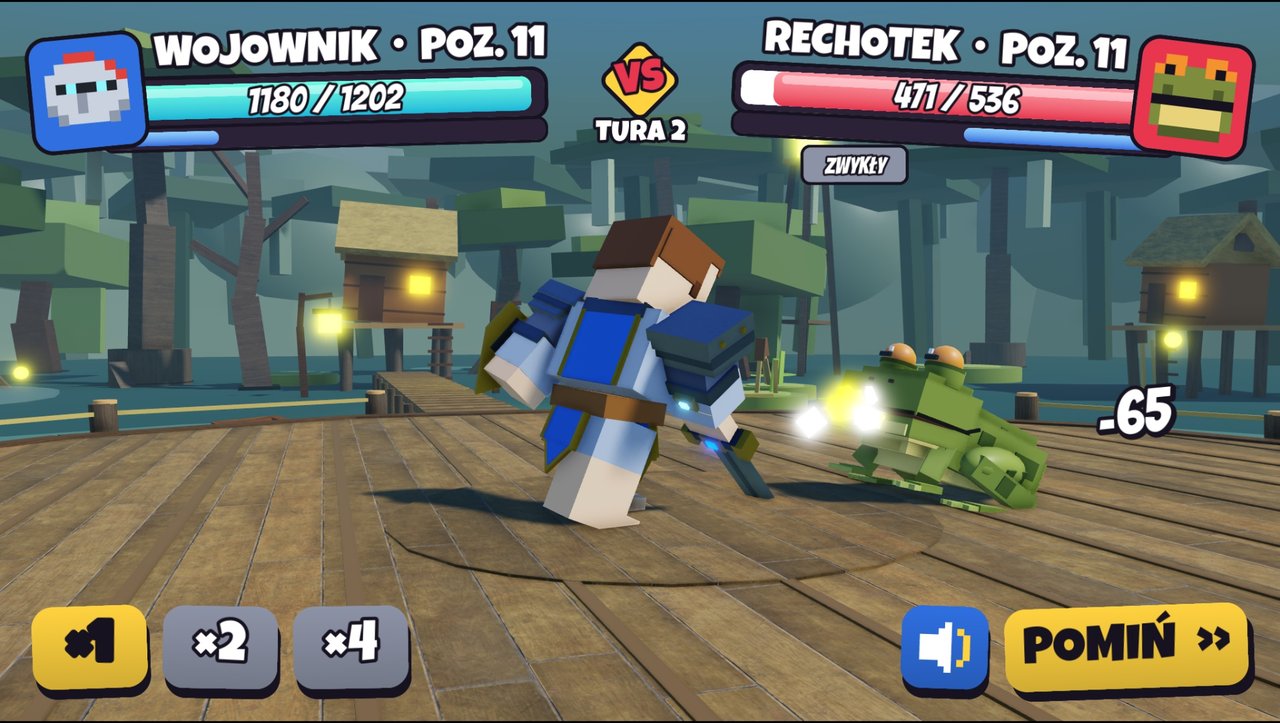 WOJOWNIK • POZ. 11
1180 / 1202
VS
TURA 2
RECHOTEK • POZ. 11
471 / 536
ZWYKŁY
-65
×1
×2
×4
POMIŃ »